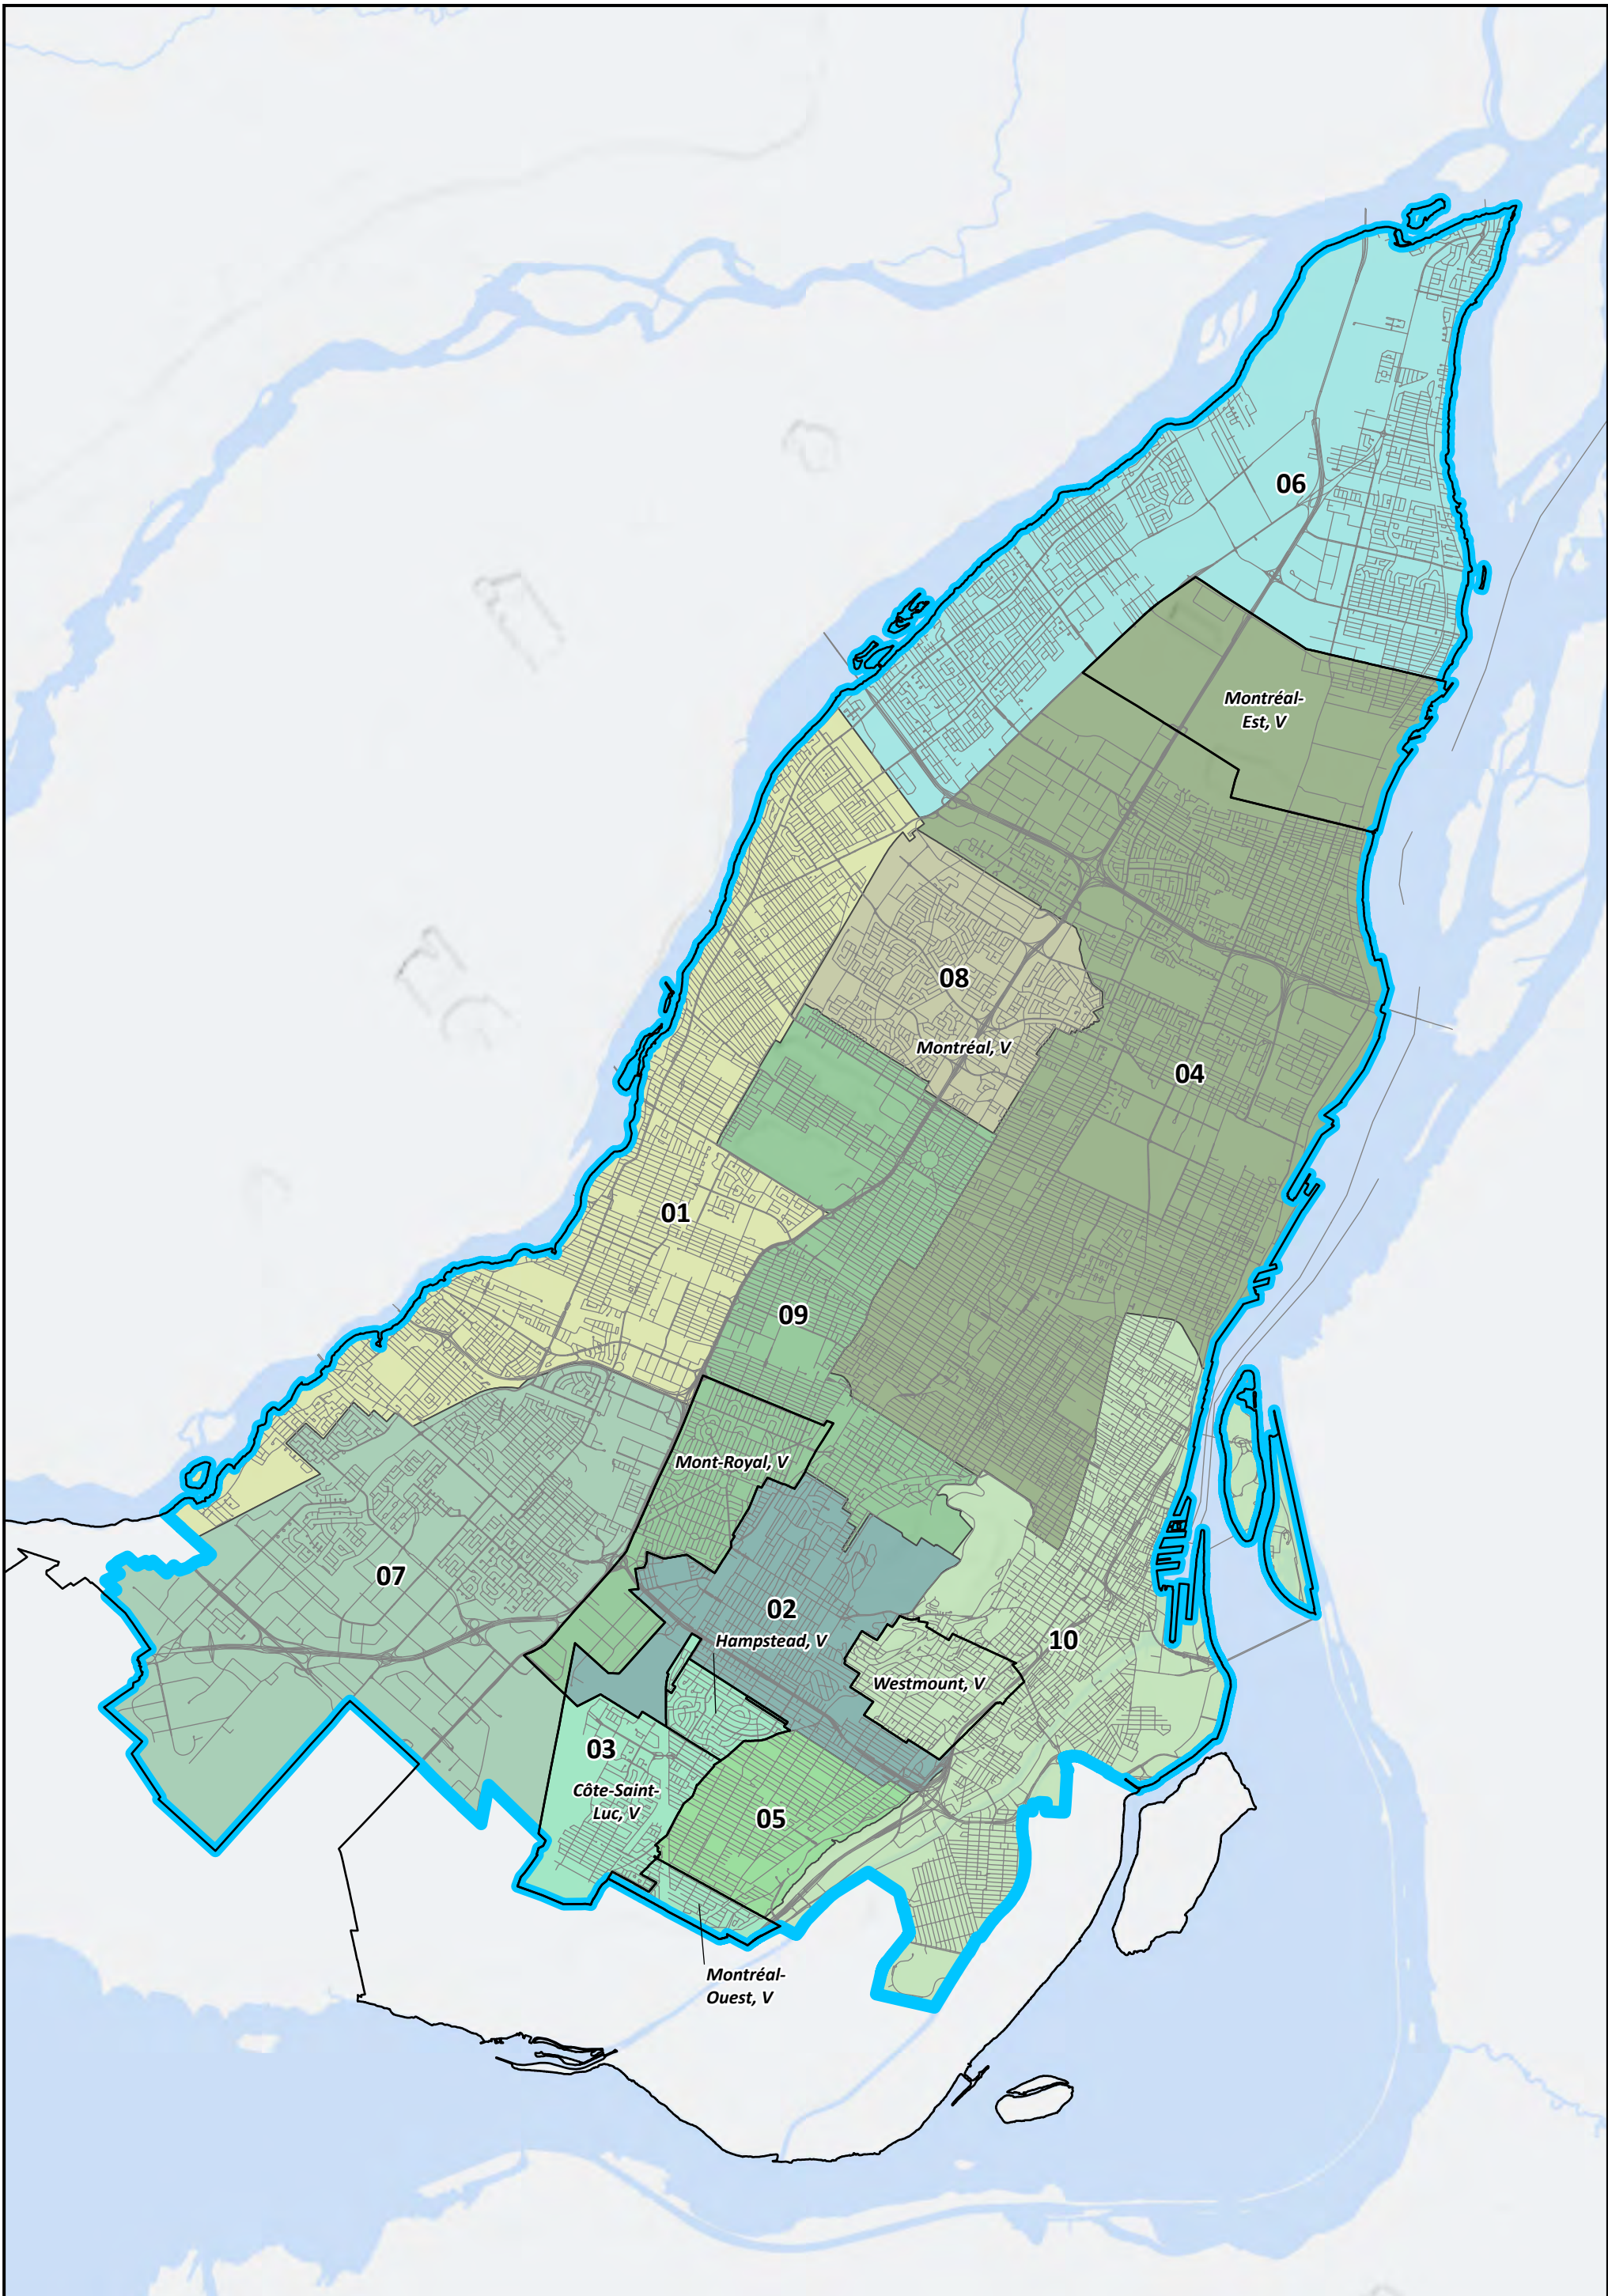 06
Montréal-
Est, V
08
Montréal, V
04
01
09
Mont-Royal, V
07
02
Hampstead, V
10
Westmount, V
03
Côte-Saint-
Luc, V
05
Montréal-
Ouest, V